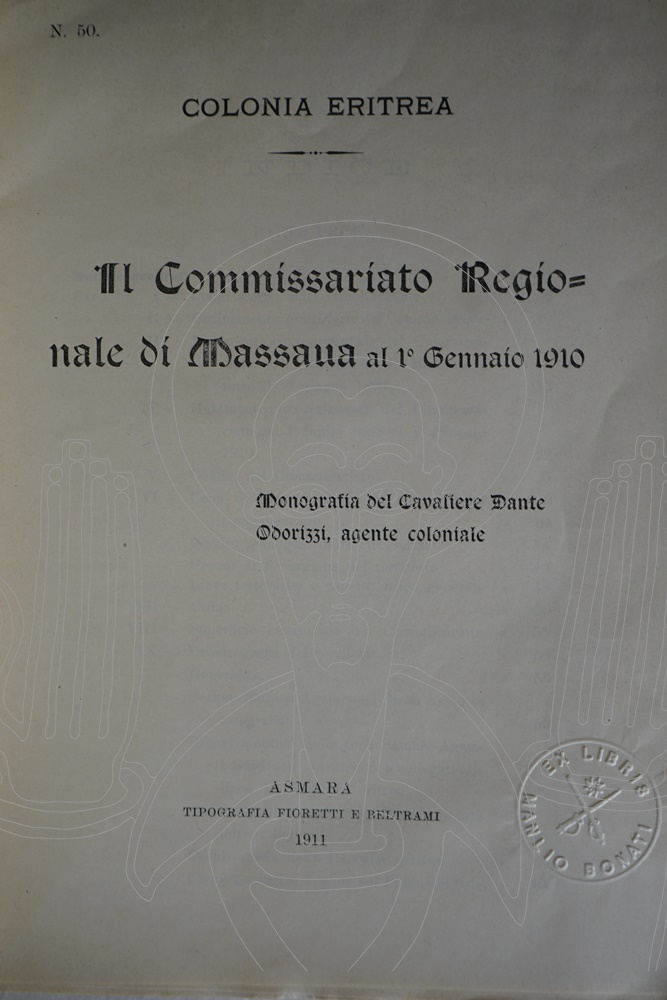 N. 50.
COLONIA ERITREA
Il Commissariato Regio=
nale di Massaua al 1° Gennaio 1910
Monografia del Cavaliere Dante
Odorizzi, agente coloniale
ASMARA
TIPOGRAFIA FIORETTI E BELTRAMI
1911
EX LIBRIS
MANLIO BONATI